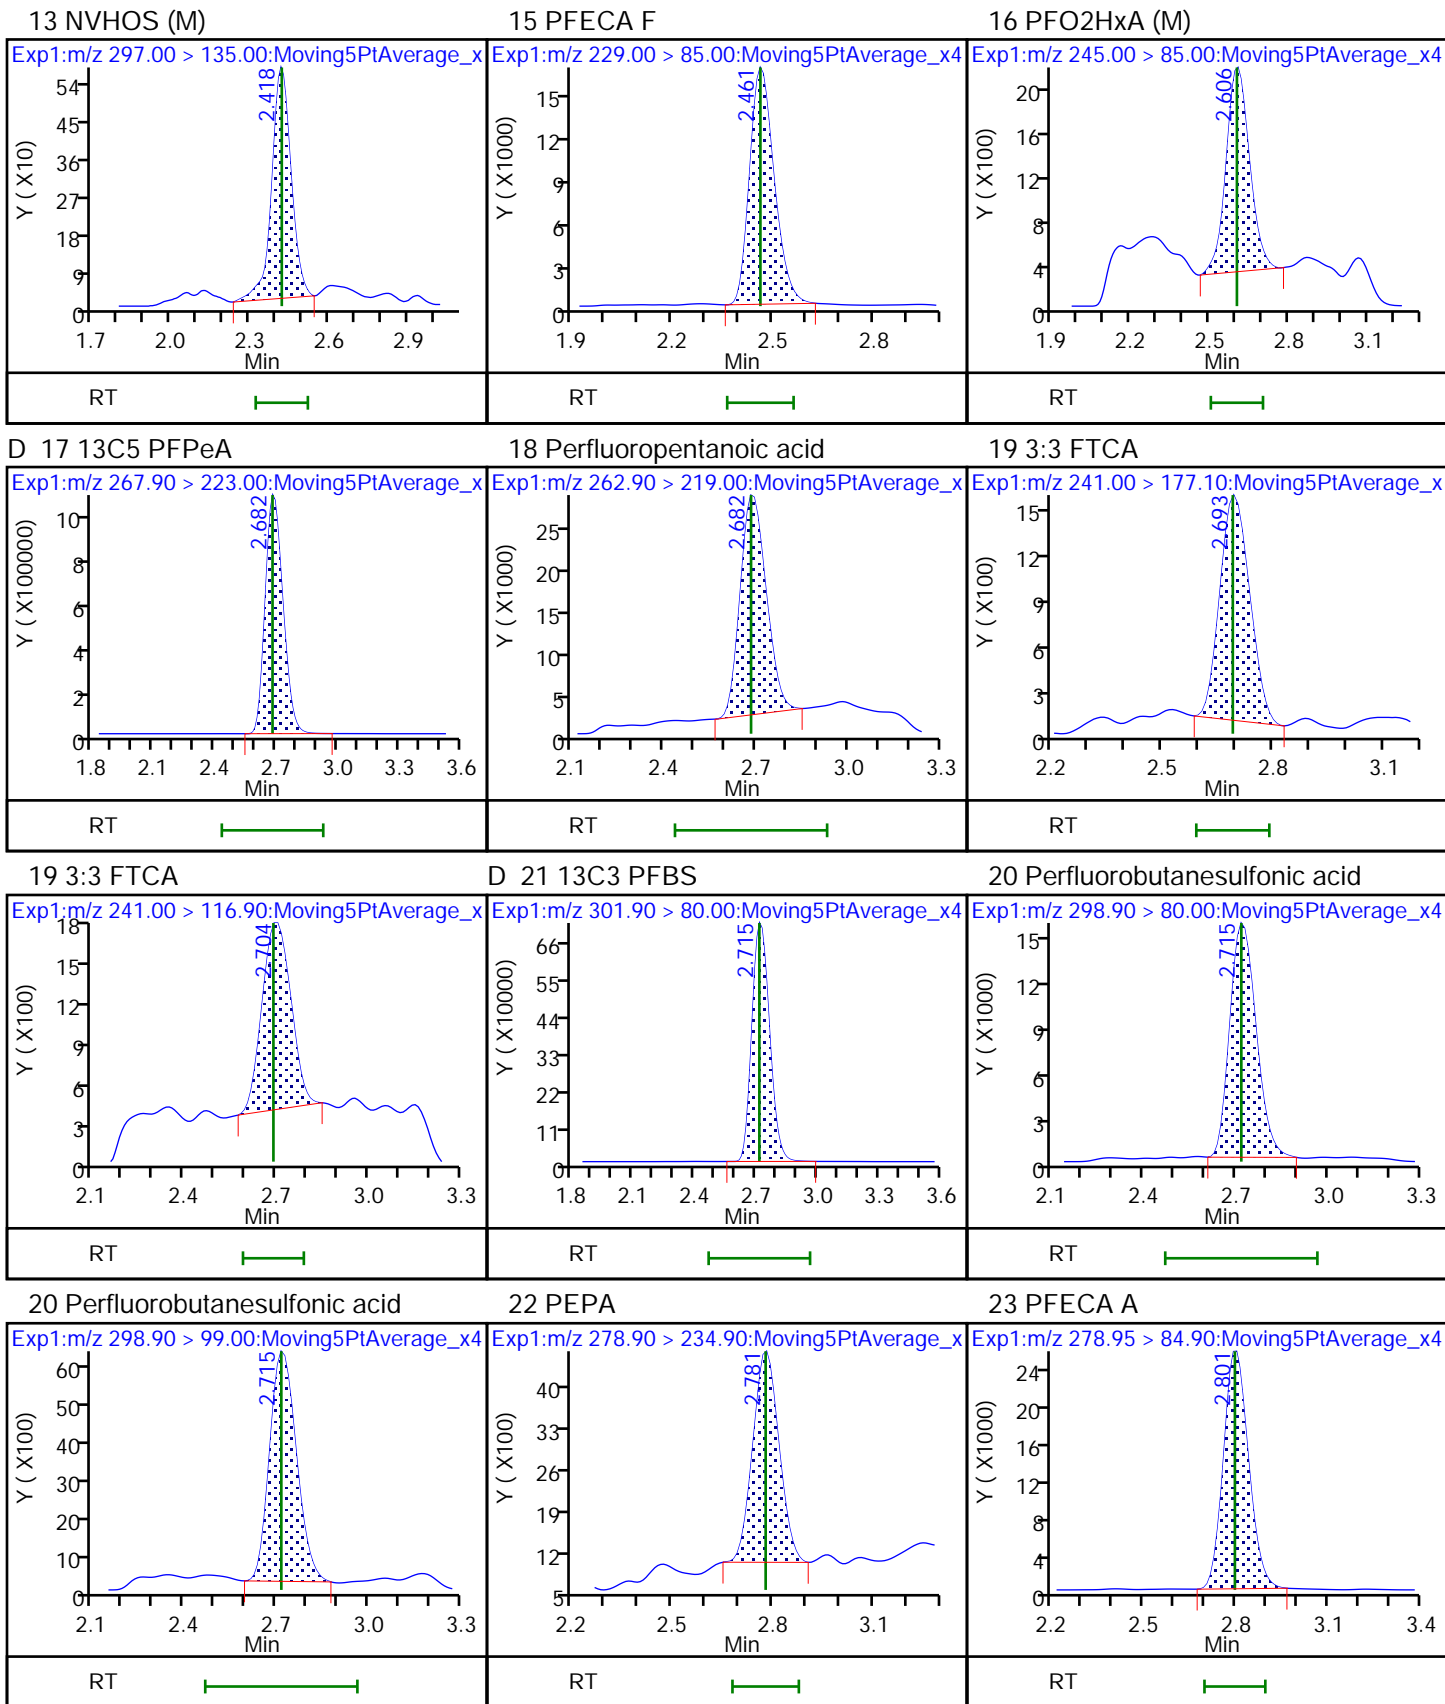 13 NVHOS (M)
Exp1:m/z 297.00 > 135.00:Moving5PtAverage_x
2.418
Y ( X10)
54
45
36
27
18
9
0
1.7 2.0 2.3 2.6 2.9
Min
RT
15 PFECA F
Exp1:m/z 229.00 > 85.00:Moving5PtAverage_x4
2.461
Y ( X1000)
15
12
9
6
3
0
1.9 2.2 2.5 2.8
Min
RT
16 PFO2HxA (M)
Exp1:m/z 245.00 > 85.00:Moving5PtAverage_x4
2.606
Y ( X100)
20
16
12
8
4
0
1.9 2.2 2.5 2.8 3.1
Min
RT
D 17 13C5 PFPeA
Exp1:m/z 267.90 > 223.00:Moving5PtAverage_x
2.682
Y ( X100000)
10
8
6
4
2
0
1.8 2.1 2.4 2.7 3.0 3.3 3.6
Min
RT
18 Perfluoropentanoic acid
Exp1:m/z 262.90 > 219.00:Moving5PtAverage_x
2.682
Y ( X1000)
25
20
15
10
5
0
2.1 2.4 2.7 3.0 3.3
Min
RT
19 3:3 FTCA
Exp1:m/z 241.00 > 177.10:Moving5PtAverage_x
2.693
Y ( X100)
15
12
9
6
3
0
2.2 2.5 2.8 3.1
Min
RT
19 3:3 FTCA
Exp1:m/z 241.00 > 116.90:Moving5PtAverage_x
2.704
Y ( X100)
18
15
12
9
6
3
0
2.1 2.4 2.7 3.0 3.3
Min
RT
D 21 13C3 PFBS
Exp1:m/z 301.90 > 80.00:Moving5PtAverage_x4
2.715
Y ( X10000)
66
55
44
33
22
11
0
1.8 2.1 2.4 2.7 3.0 3.3 3.6
Min
RT
20 Perfluorobutanesulfonic acid
Exp1:m/z 298.90 > 80.00:Moving5PtAverage_x4
2.715
Y ( X1000)
15
12
9
6
3
0
2.1 2.4 2.7 3.0 3.3
Min
RT
20 Perfluorobutanesulfonic acid
Exp1:m/z 298.90 > 99.00:Moving5PtAverage_x4
2.715
Y ( X100)
60
50
40
30
20
10
0
2.1 2.4 2.7 3.0 3.3
Min
RT
22 PEPA
Exp1:m/z 278.90 > 234.90:Moving5PtAverage_x
2.781
Y ( X100)
40
33
26
19
12
5
2.2 2.5 2.8 3.1
Min
RT
23 PFECA A
Exp1:m/z 278.95 > 84.90:Moving5PtAverage_x4
2.801
Y ( X1000)
24
20
16
12
8
4
0
2.2 2.5 2.8 3.1 3.4
Min
RT